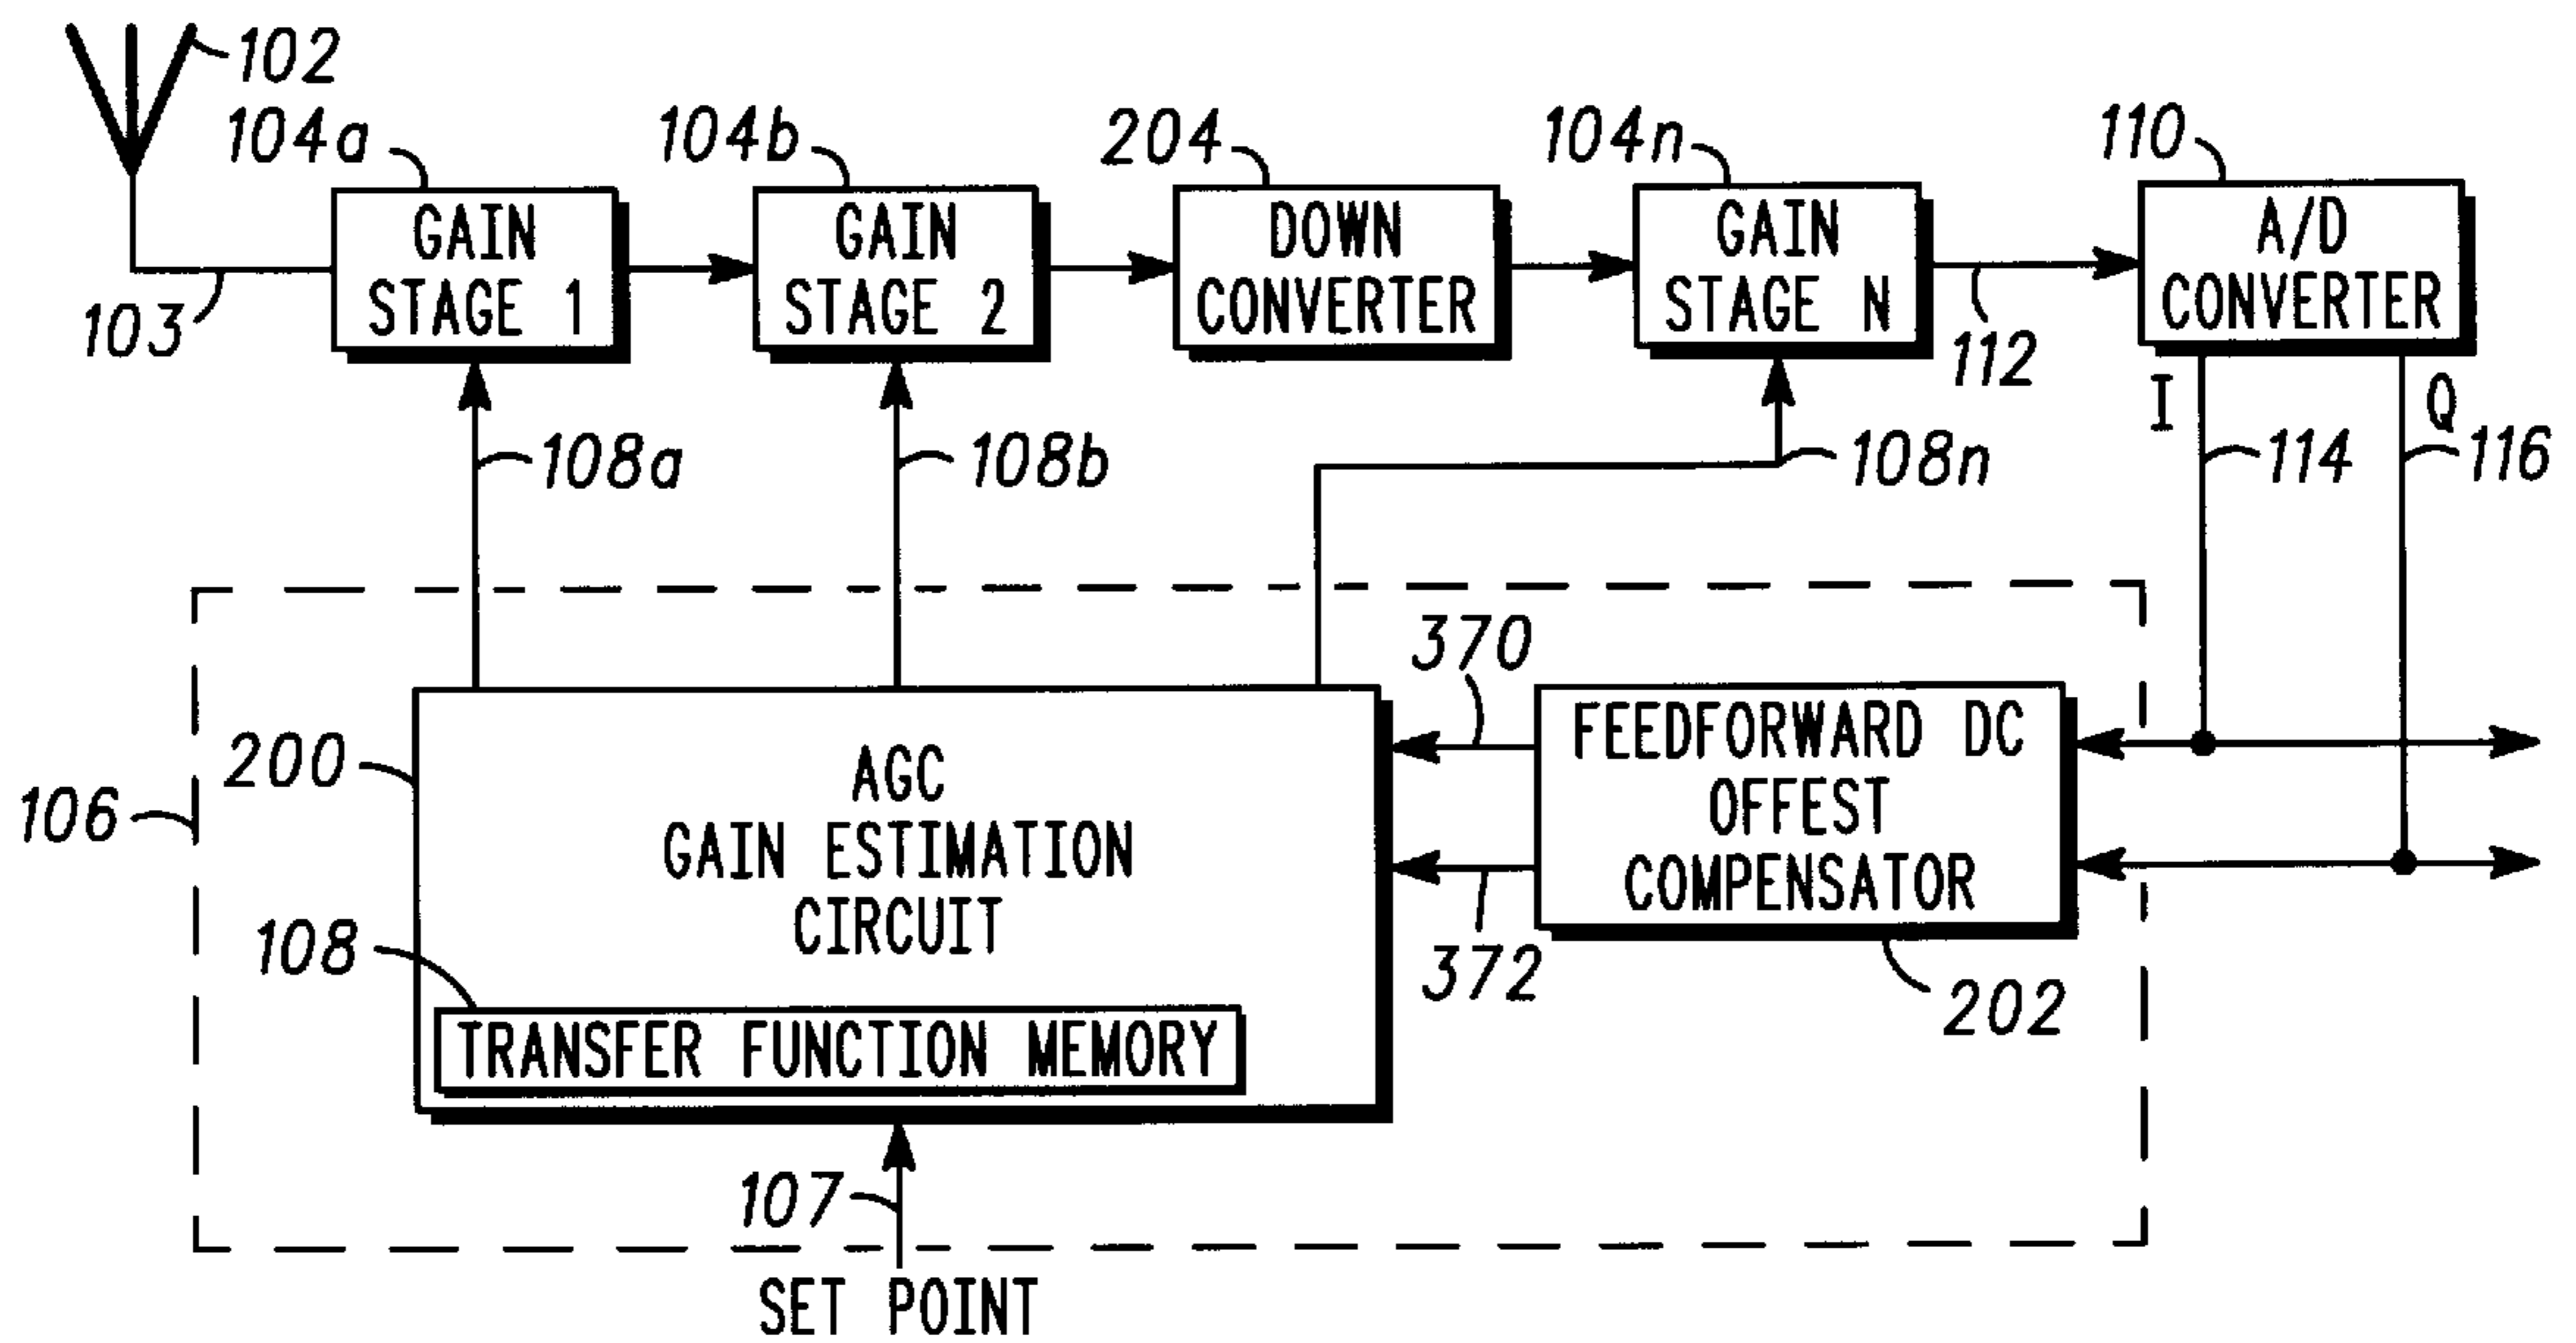 102
104a
104b
204
104n
110
GAIN
STAGE 1
GAIN
STAGE 2
DOWN
CONVERTER
GAIN
STAGE N
A/D
CONVERTER
103
112
I
Q
108a
108b
108n
114
116
370
200
106
AGC
GAIN ESTIMATION
CIRCUIT
FEEDFORWARD DC
OFFEST
COMPENSATOR
108
372
202
TRANSFER FUNCTION MEMORY
107
SET POINT